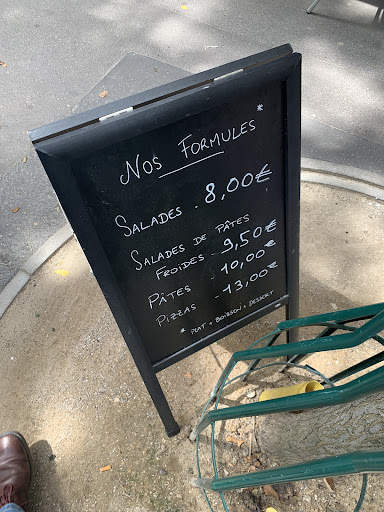 Nos Formules*
Salades . 8,00€
Salades de pâtes
Froides . 9,50€
Pâtes . 10,00€
Pizzas . 13,00€
* Plat + Boisson + Dessert